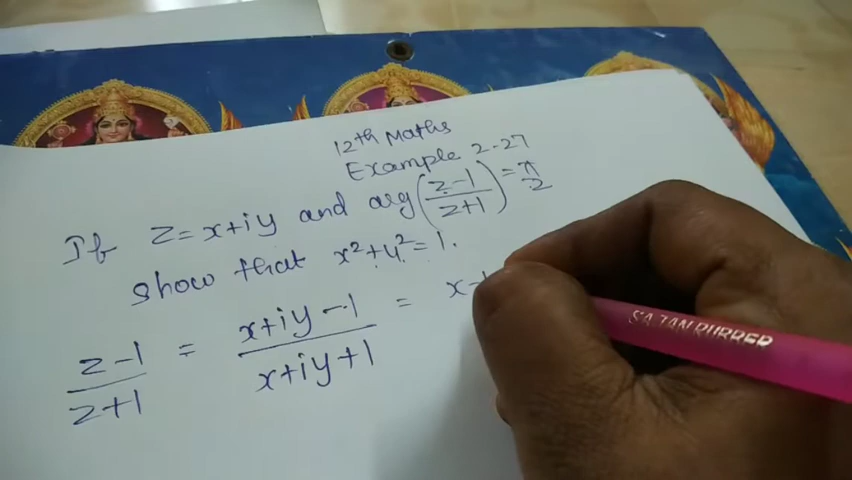 12th Maths
Example 2.27
If z = x+iy and arg(z-1/z+1) = π/2
show that x²+y²=1.
z-1/z+1 = x+iy-1/x+iy+1 = x
SAJAN RUBBER